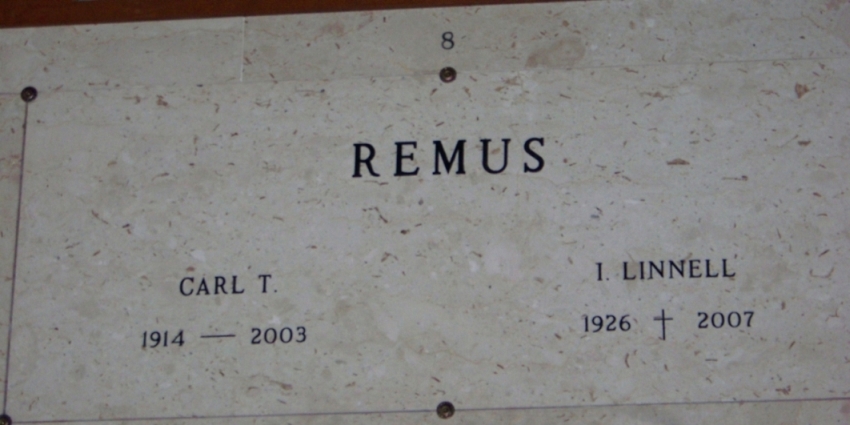 8
REMUS
CARL T.
1914 — 2003
I. LINNELL
1926 † 2007